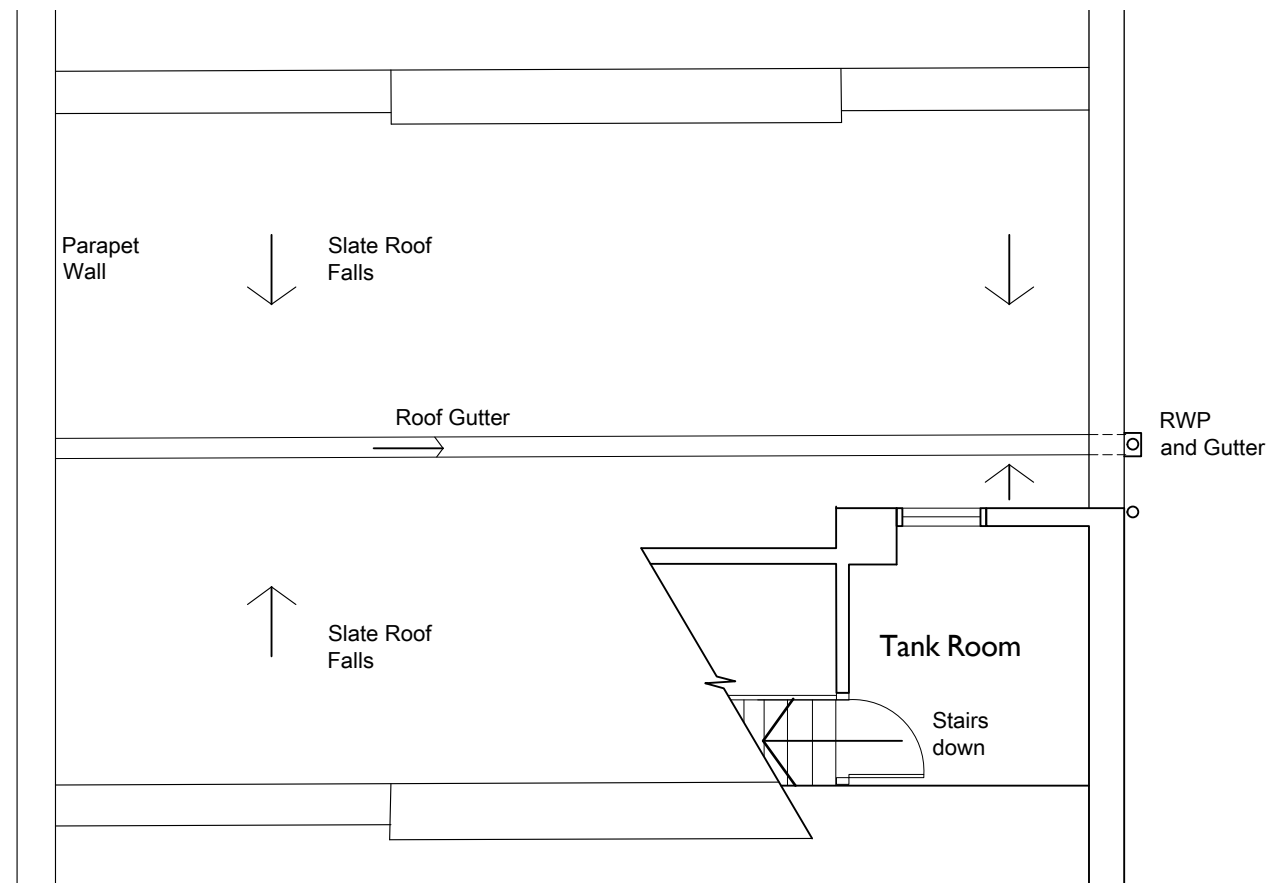 Parapet
Wall
Slate Roof
Falls
Roof Gutter
RWP
and Gutter
Slate Roof
Falls
Tank Room
Stairs
down